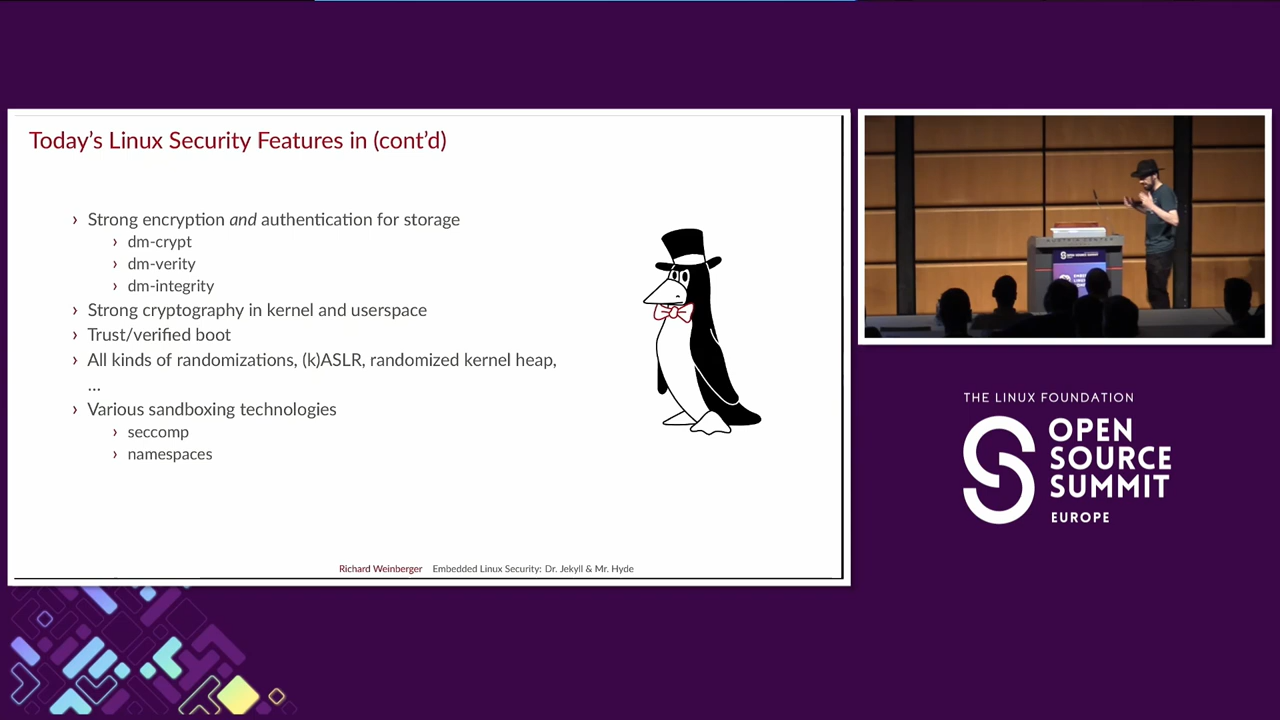 Today's Linux Security Features in (cont'd)
› Strong encryption and authentication for storage
› dm-crypt
› dm-verity
› dm-integrity
› Strong cryptography in kernel and userspace
› Trust/verified boot
› All kinds of randomizations, (k)ASLR, randomized kernel heap,
...
› Various sandboxing technologies
› seccomp
› namespaces
Richard Weinberger Embedded Linux Security: Dr. Jekyll & Mr. Hyde
THE LINUX FOUNDATION
OPEN
SOURCE
SUMMIT
EUROPE